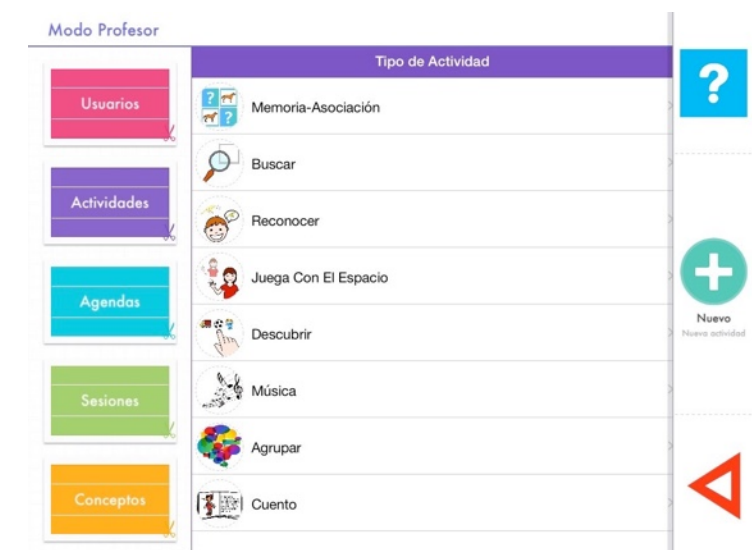 Modo Profesor
Usuarios
Actividades
Agendas
Sesiones
Conceptos
Tipo de Actividad
Memoria-Asociación
Buscar
Reconocer
Juega Con El Espacio
Descubrir
Música
Agrupar
Cuento
?
Nuevo
Nueva actividad